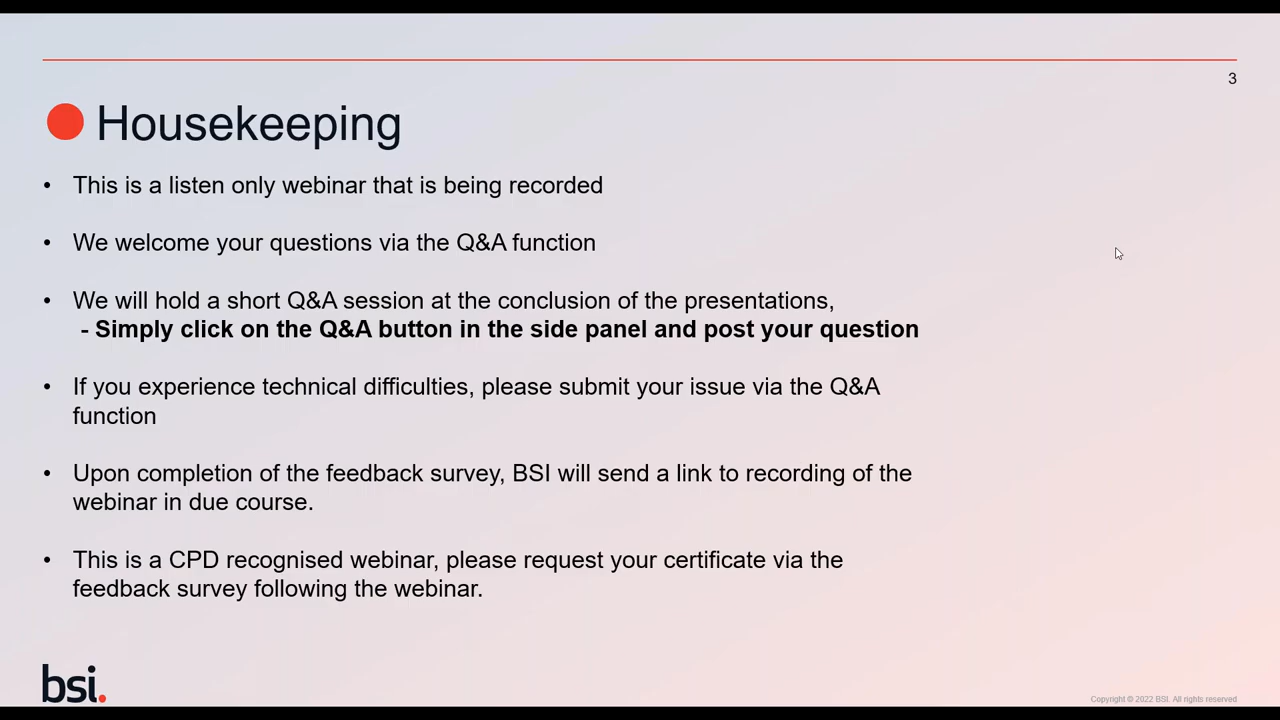 3
Housekeeping
• This is a listen only webinar that is being recorded
• We welcome your questions via the Q&A function
• We will hold a short Q&A session at the conclusion of the presentations,
- Simply click on the Q&A button in the side panel and post your question
• If you experience technical difficulties, please submit your issue via the Q&A
function
• Upon completion of the feedback survey, BSI will send a link to recording of the
webinar in due course.
• This is a CPD recognised webinar, please request your certificate via the
feedback survey following the webinar.
bsi.
Copyright © 2022 BSI. All rights reserved